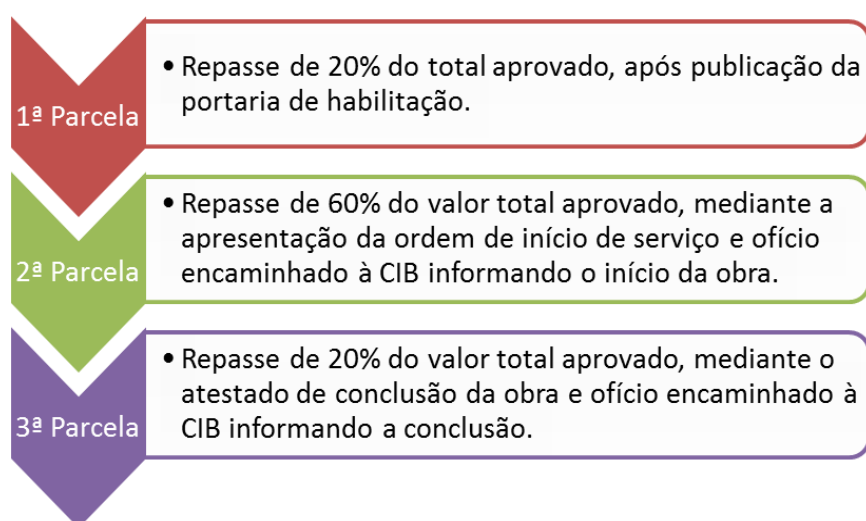 1ª Parcela
• Repasse de 20% do total aprovado, após publicação da
portaria de habilitação.
2ª Parcela
• Repasse de 60% do valor total aprovado, mediante a
apresentação da ordem de início de serviço e ofício
encaminhado à CIB informando o início da obra.
3ª Parcela
• Repasse de 20% do valor total aprovado, mediante o
atestado de conclusão da obra e ofício encaminhado à
CIB informando a conclusão.